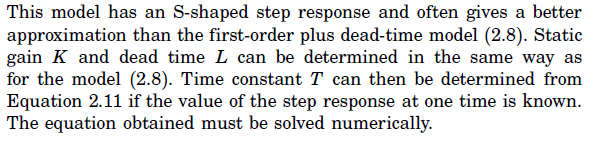 This model has an S-shaped step response and often gives a better
approximation than the first-order plus dead-time model (2.8). Static
gain K and dead time L can be determined in the same way as
for the model (2.8). Time constant T can then be determined from
Equation 2.11 if the value of the step response at one time is known.
The equation obtained must be solved numerically.